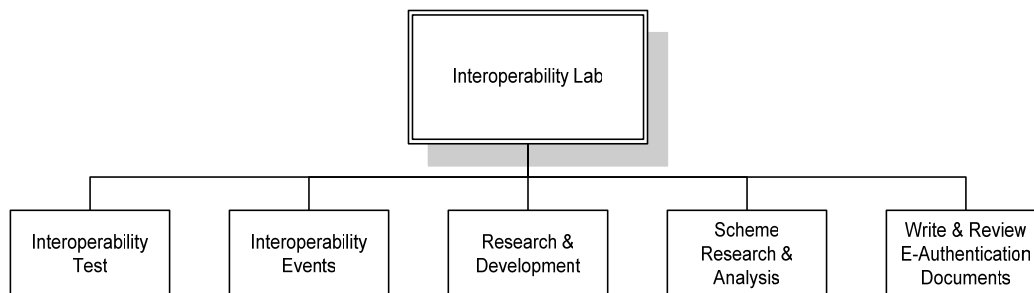 Interoperability Lab
Interoperability
Test
Interoperability
Events
Research &
Development
Scheme
Research &
Analysis
Write & Review
E-Authentication
Documents